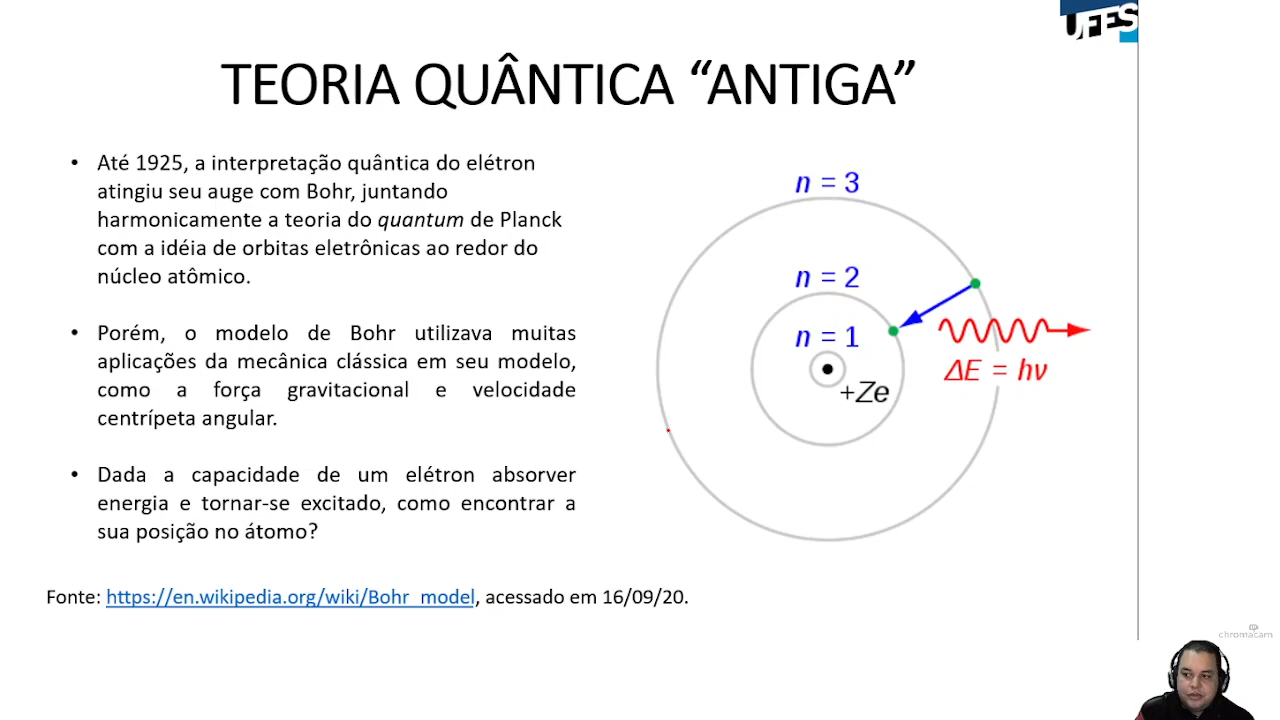 UFES
TEORIA QUÂNTICA “ANTIGA”
• Até 1925, a interpretação quântica do elétron
atingiu seu auge com Bohr, juntando
harmonicamente a teoria do quantum de Planck
com a idéia de orbitas eletrônicas ao redor do
núcleo atômico.
• Porém, o modelo de Bohr utilizava muitas
aplicações da mecânica clássica em seu modelo,
como a força gravitacional e velocidade
centrípeta angular.
• Dada a capacidade de um elétron absorver
energia e tornar-se excitado, como encontrar a
sua posição no átomo?
n = 3
n = 2
n = 1
+Ze
ΔE = hν
Fonte: https://en.wikipedia.org/wiki/Bohr_model, acessado em 16/09/20.
chromacam